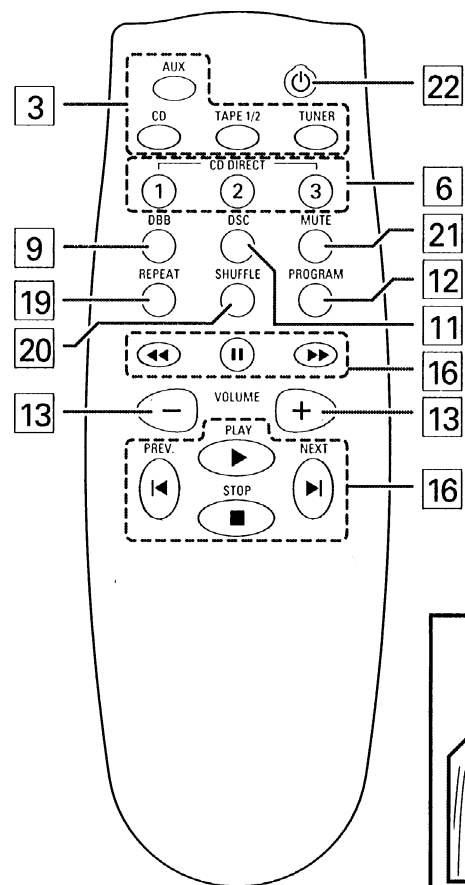 AUX
22
3
CD TAPE 1/2 TUNER
CD DIRECT
1 2 3
6
DBB DSC MUTE
9
21
REPEAT SHUFFLE PROGRAM
12
19
11
20
16
13
VOLUME
13
PLAY
PREV. NEXT
16
STOP